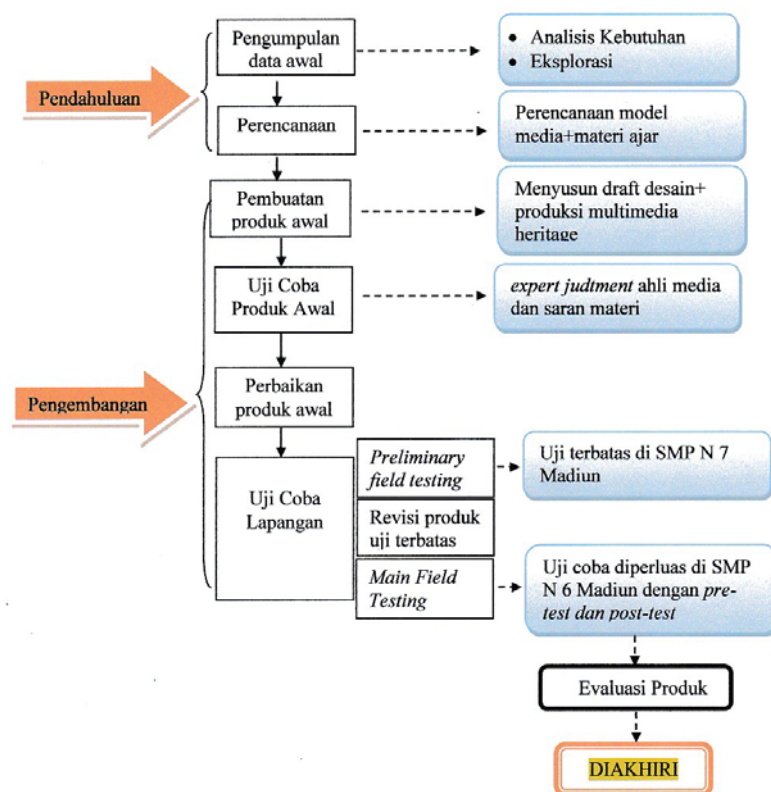 Pengumpulan
data awal
• Analisis Kebutuhan
• Eksplorasi
Pendahuluan
Perencanaan
Perencanaan model
media+materi ajar
Pembuatan
produk awal
Menyusun draft desain+
produksi multimedia
heritage
Uji Coba
Produk Awal
expert judtment ahli media
dan saran materi
Pengembangan
Perbaikan
produk awal
Uji Coba
Lapangan
Preliminary
field testing
Uji terbatas di SMP N 7
Madiun
Revisi produk
uji terbatas
Main Field
Testing
Uji coba diperluas di SMP
N 6 Madiun dengan pre-
test dan post-test
Evaluasi Produk
DIAKHIRI